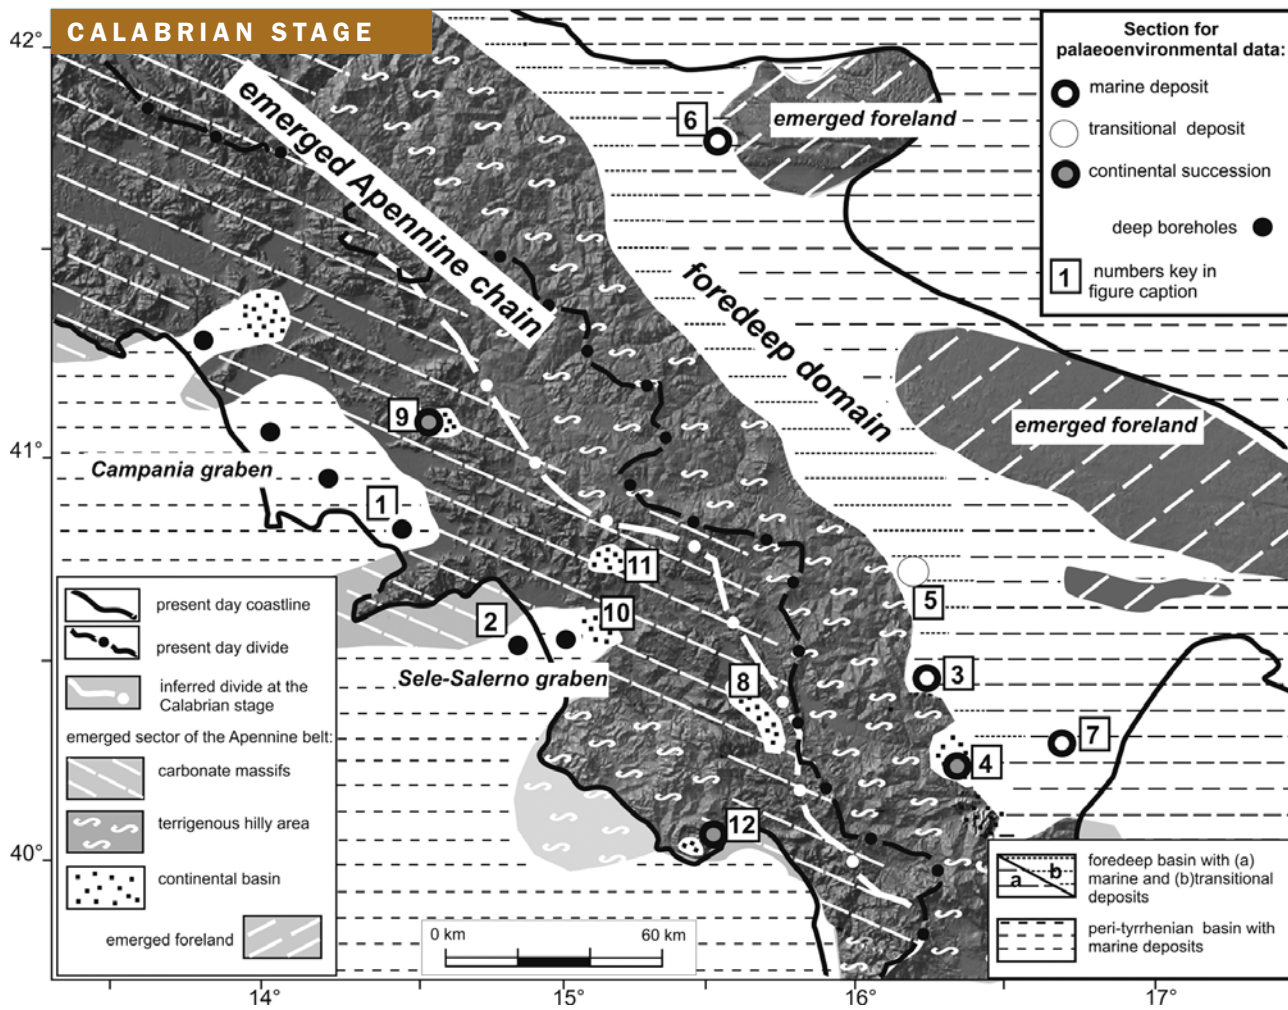 CALABRIAN STAGE
42°
41°
40°
14°
15°
16°
17°
emerged Apennine chain
foredeep domain
emerged foreland
emerged foreland
Campania graben
Sele-Salerno graben
6
9
1
11
10
2
8
5
3
7
4
12
Section for
palaeoenvironmental data:
marine deposit
transitional deposit
continental succession
deep boreholes
1 numbers key in
figure caption
present day coastline
present day divide
inferred divide at the
Calabrian stage
emerged sector of the Apennine belt:
carbonate massifs
terrigenous hilly area
continental basin
emerged foreland
0 km 60 km
a b
foredeep basin with (a)
marine and (b)transitional
deposits
peri-tyrrhenian basin with
marine deposits